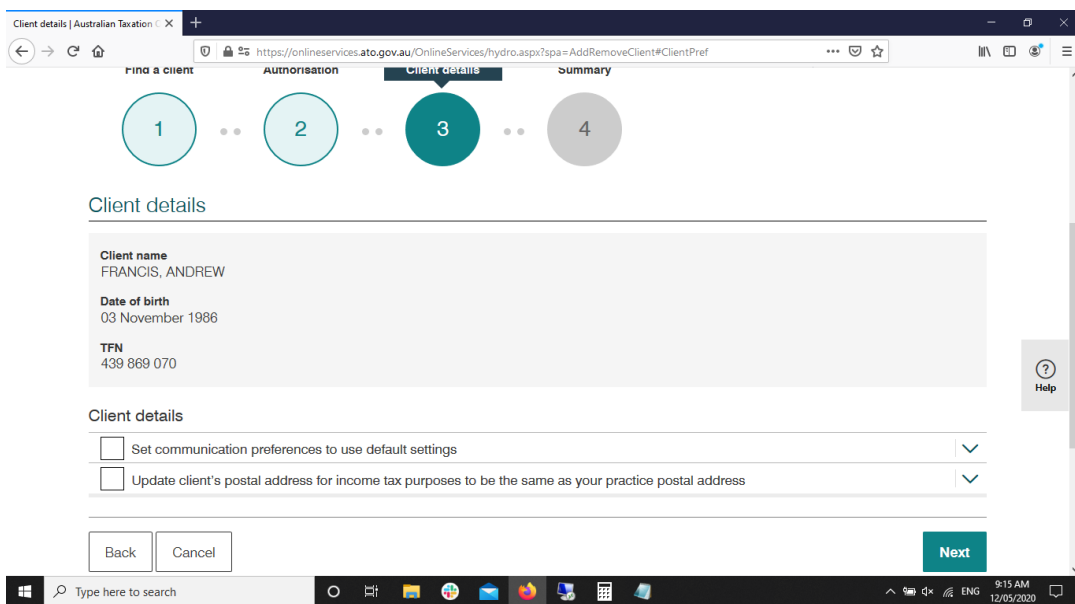 Client details | Australian Taxation
https://onlineservices.ato.gov.au/OnlineServices/hydro.aspx?spa=AddRemoveClient#ClientPref
Find a client Authorisation Client details Summary
1 2 3 4
Client details
Client name
FRANCIS, ANDREW
Date of birth
03 November 1986
TFN
439 869 070
Help
Client details
Set communication preferences to use default settings
Update client's postal address for income tax purposes to be the same as your practice postal address
Back Cancel Next
Type here to search
ENG
9:15 AM
12/05/2020